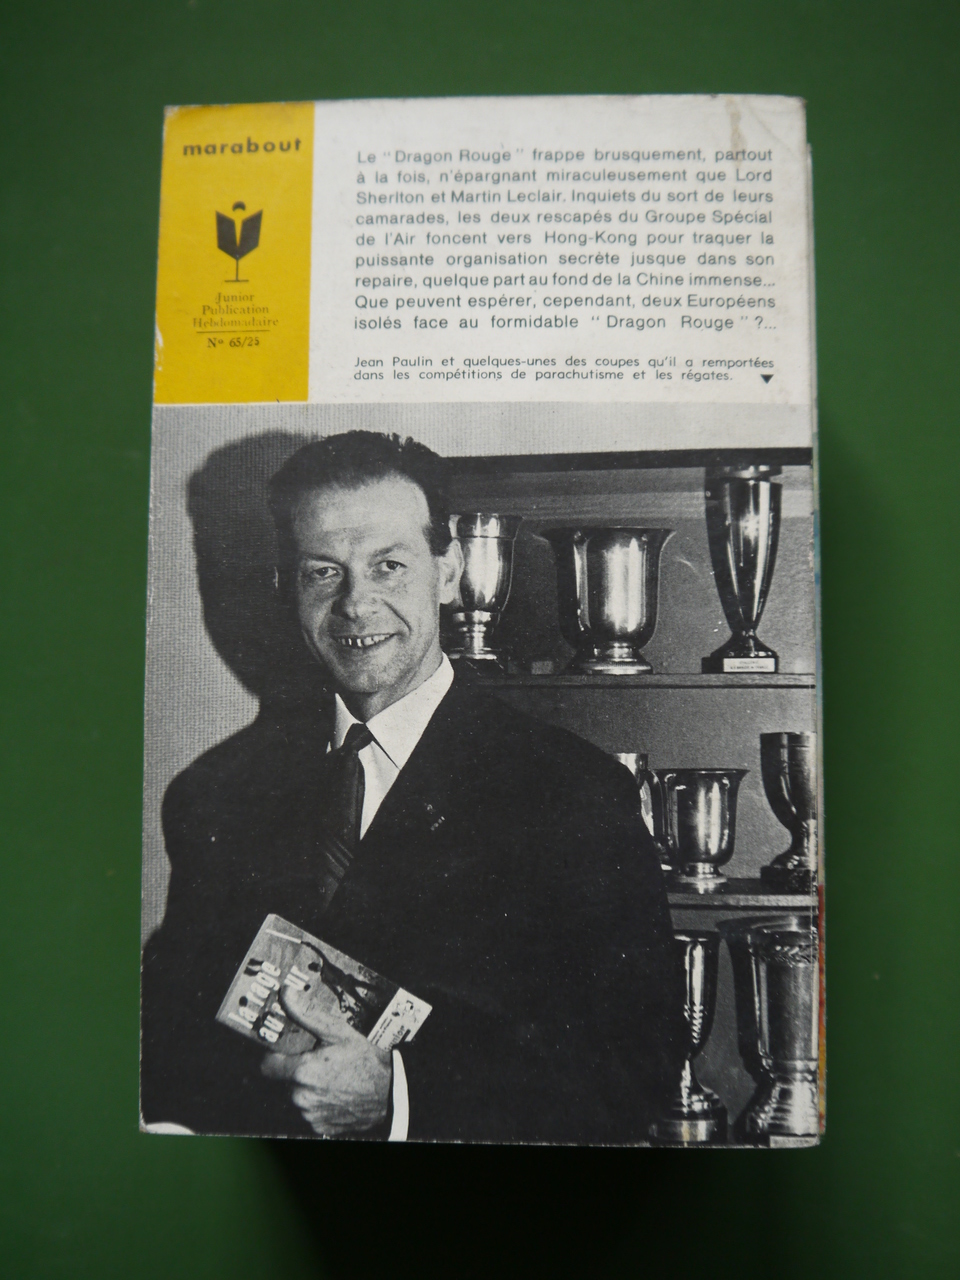 marabout
Junior
Publication
Hebdomadaire
N° 65/25
Le "Dragon Rouge" frappe brusquement, partout
à la fois, n'épargnant miraculeusement que Lord
Sherlton et Martin Leclair. Inquiets du sort de leurs
camarades, les deux rescapés du Groupe Spécial
de l'Air foncent vers Hong-Kong pour traquer la
puissante organisation secrète jusque dans son
repaire, quelque part au fond de la Chine immense...
Que peuvent espérer, cependant, deux Européens
isolés face au formidable "Dragon Rouge" ?...
Jean Paulin et quelques-unes des coupes qu'il a remportées
dans les compétitions de parachutisme et les régates.
la rage
au